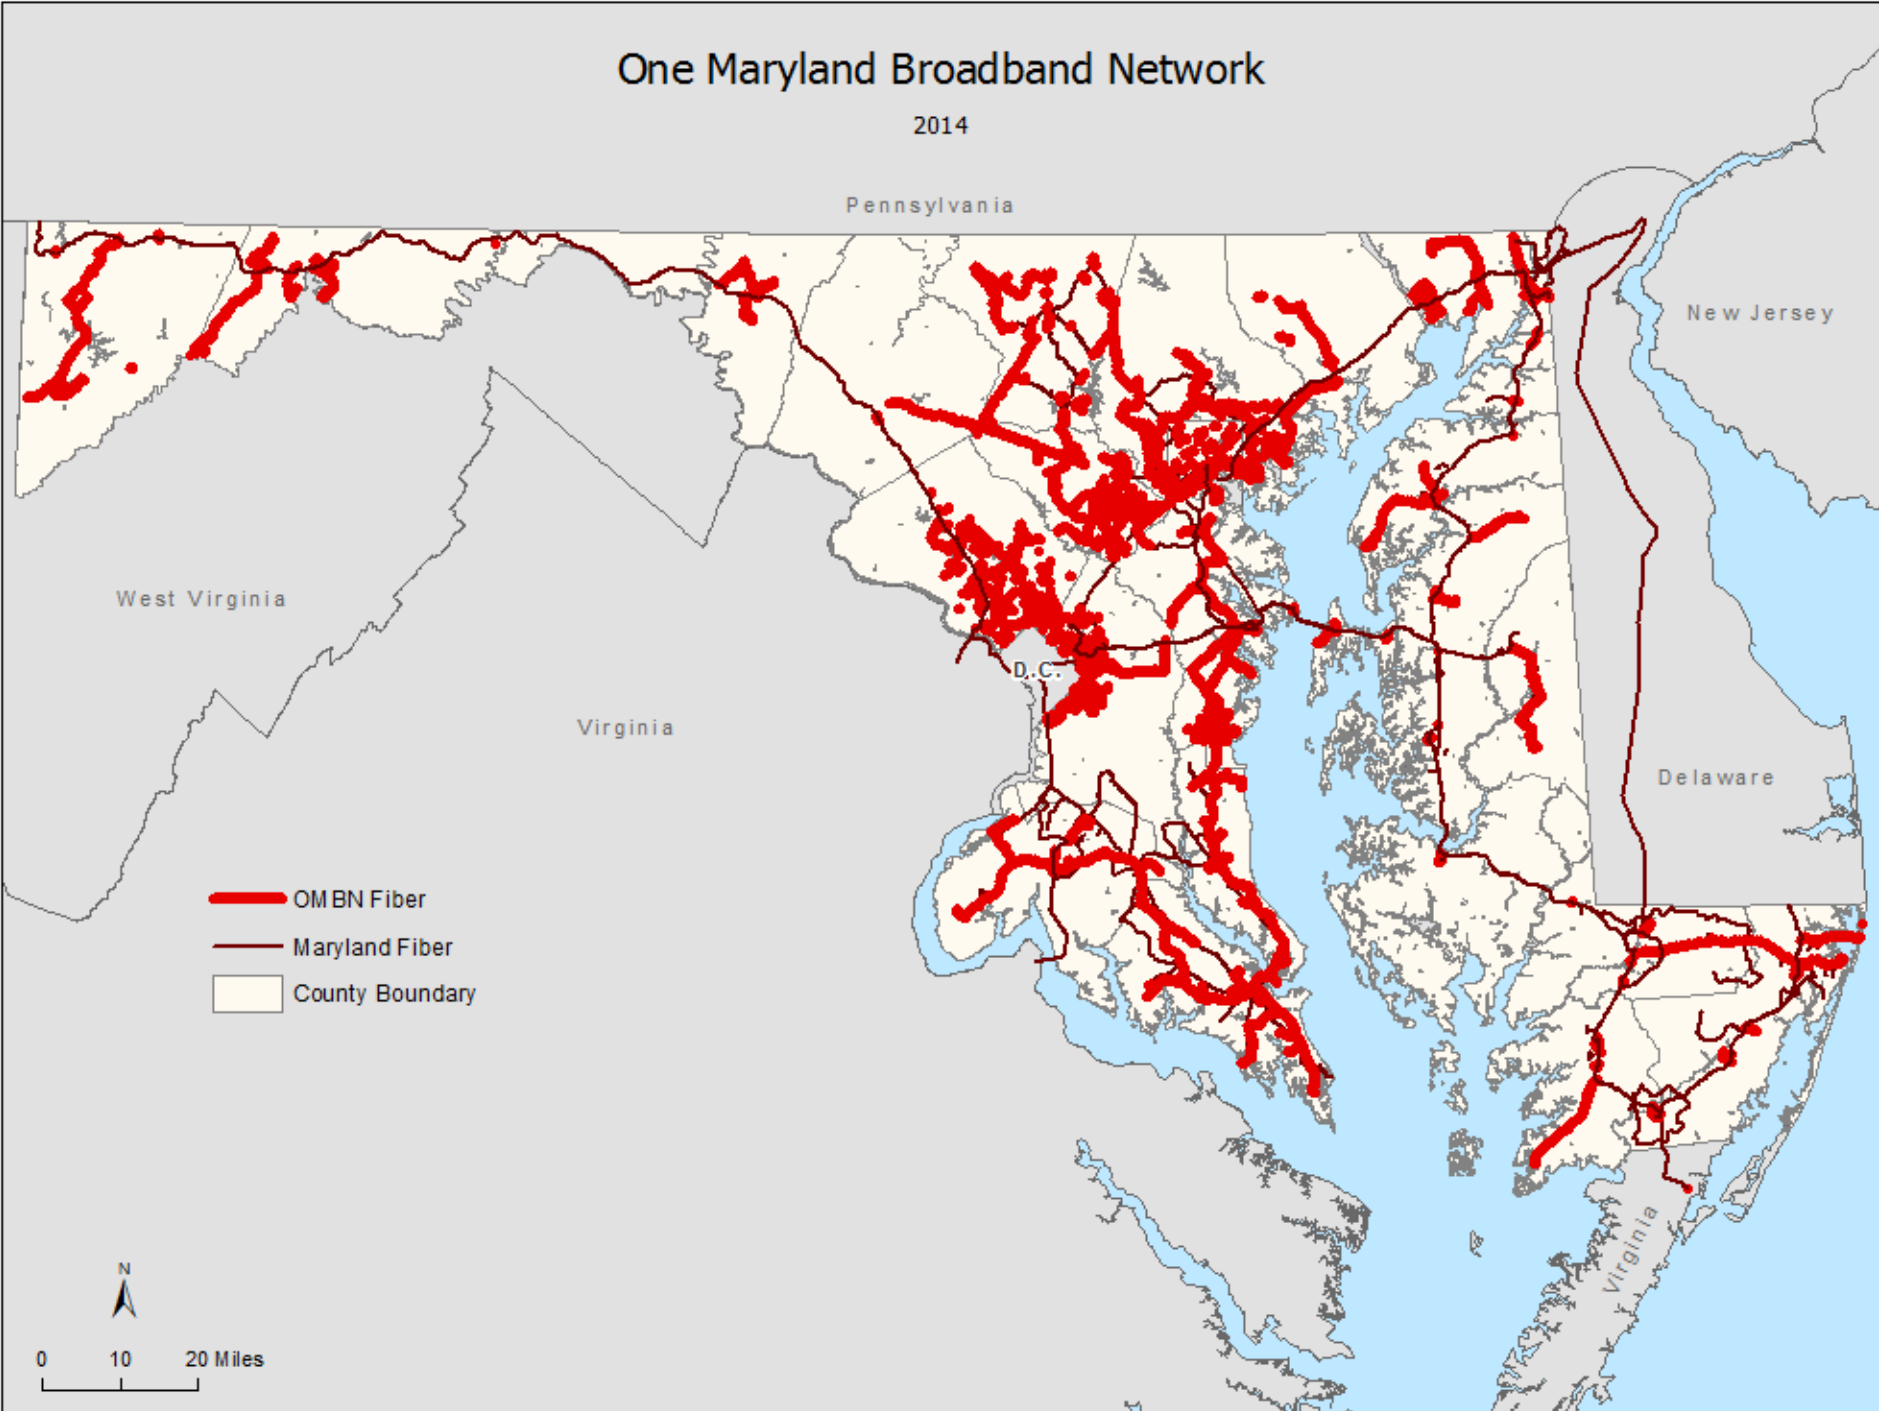 One Maryland Broadband Network
2014
Pennsylvania
New Jersey
West Virginia
D.C.
Virginia
Delaware
OMBN Fiber
Maryland Fiber
County Boundary
Virginia
N
0 10 20 Miles